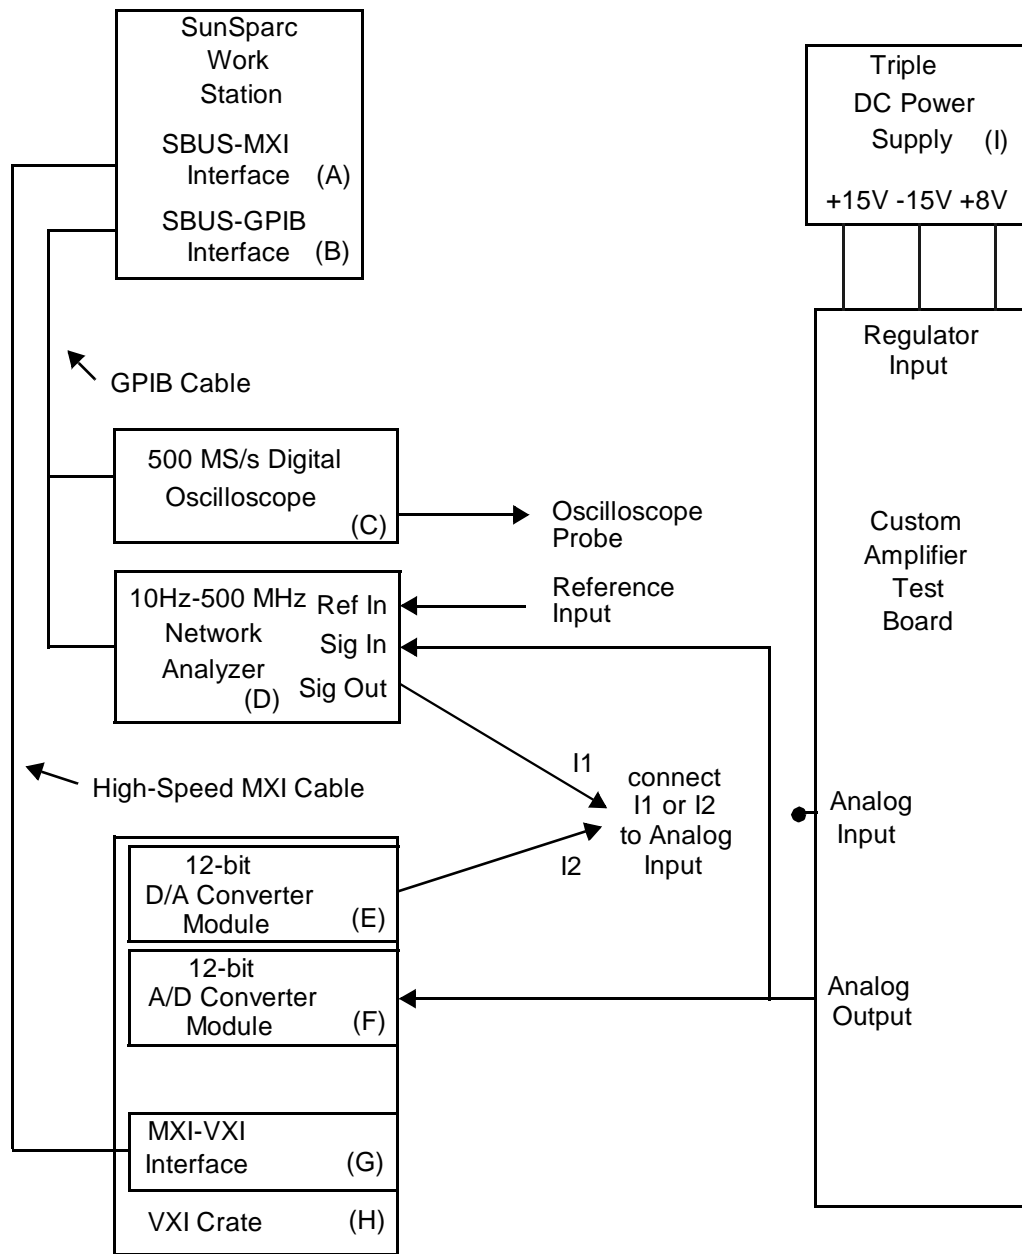 SunSparc
Work
Station
SBUS-MXI
Interface (A)
SBUS-GPIB
Interface (B)
Triple
DC Power
Supply (I)
+15V -15V +8V
Regulator
Input
GPIB Cable
500 MS/s Digital
Oscilloscope
(C)
Oscilloscope
Probe
Custom
Amplifier
Test
Board
10Hz-500 MHz
Network
Analyzer
(D)
Ref In
Sig In
Sig Out
Reference
Input
High-Speed MXI Cable
I1
I2
connect
I1 or I2
to Analog
Input
Analog
Input
12-bit
D/A Converter
Module (E)
12-bit
A/D Converter
Module (F)
Analog
Output
MXI-VXI
Interface (G)
VXI Crate (H)